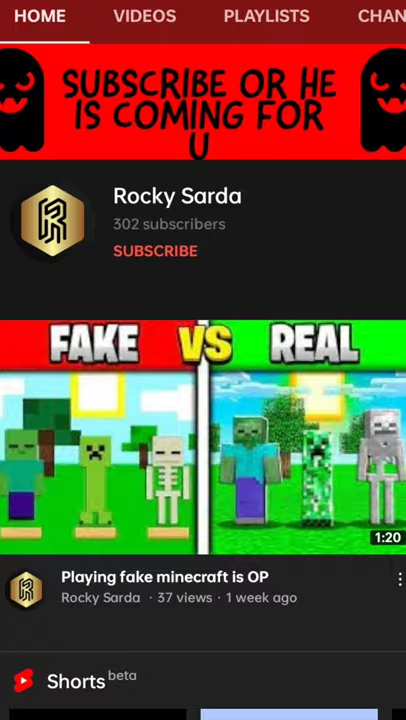 HOME VIDEOS PLAYLISTS CHAN
SUBSCRIBE OR HE
IS COMING FOR
U
Rocky Sarda
302 subscribers
SUBSCRIBE
FAKE VS REAL
1:20
Playing fake minecraft is OP
Rocky Sarda · 37 views · 1 week ago
Shorts beta